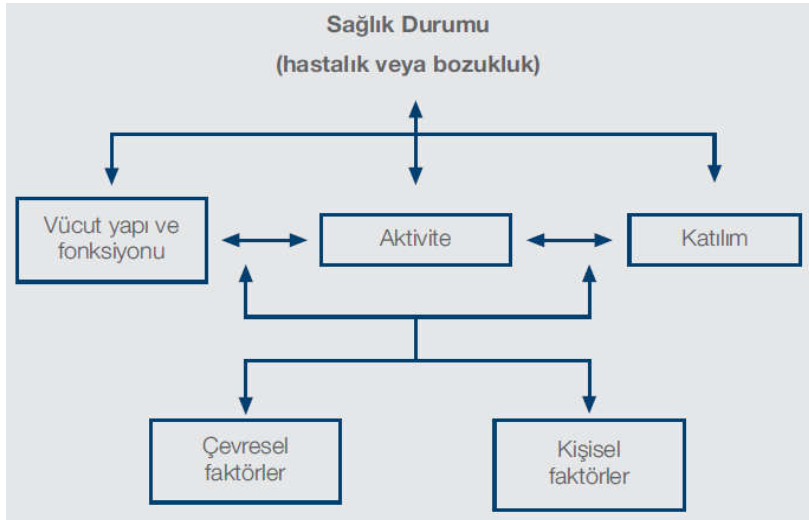 Sağlık Durumu
(hastalık veya bozukluk)
Vücut yapı ve
fonksiyonu
Aktivite
Katılım
Çevresel
faktörler
Kişisel
faktörler